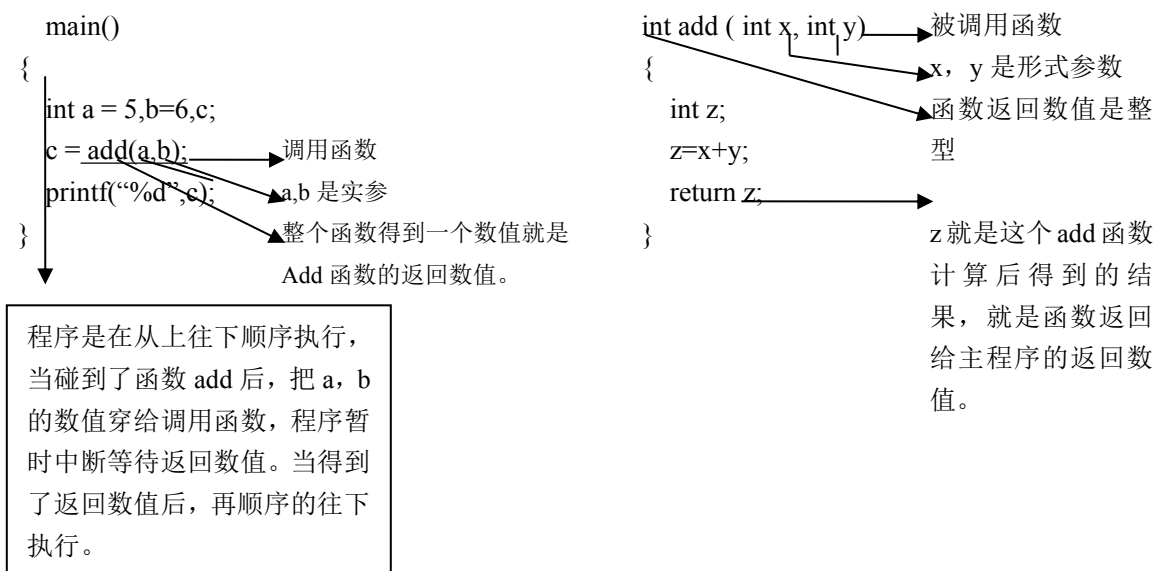 main()
{
int a = 5,b=6,c;
c = add(a,b);
printf(“%d”,c);
}
调用函数
a,b 是实参
整个函数得到一个数值就是
Add 函数的返回数值。
程序是在从上往下顺序执行，
当碰到了函数 add 后，把 a，b
的数值穿给调用函数，程序暂
时中断等待返回数值。当得到
了返回数值后，再顺序的往下
执行。
int add ( int x, int y)
{
int z;
z=x+y;
return z;
}
被调用函数
x，y 是形式参数
函数返回数值是整
型
z 就是这个 add 函数
计算后得到的结
果，就是函数返回
给主程序的返回数
值。